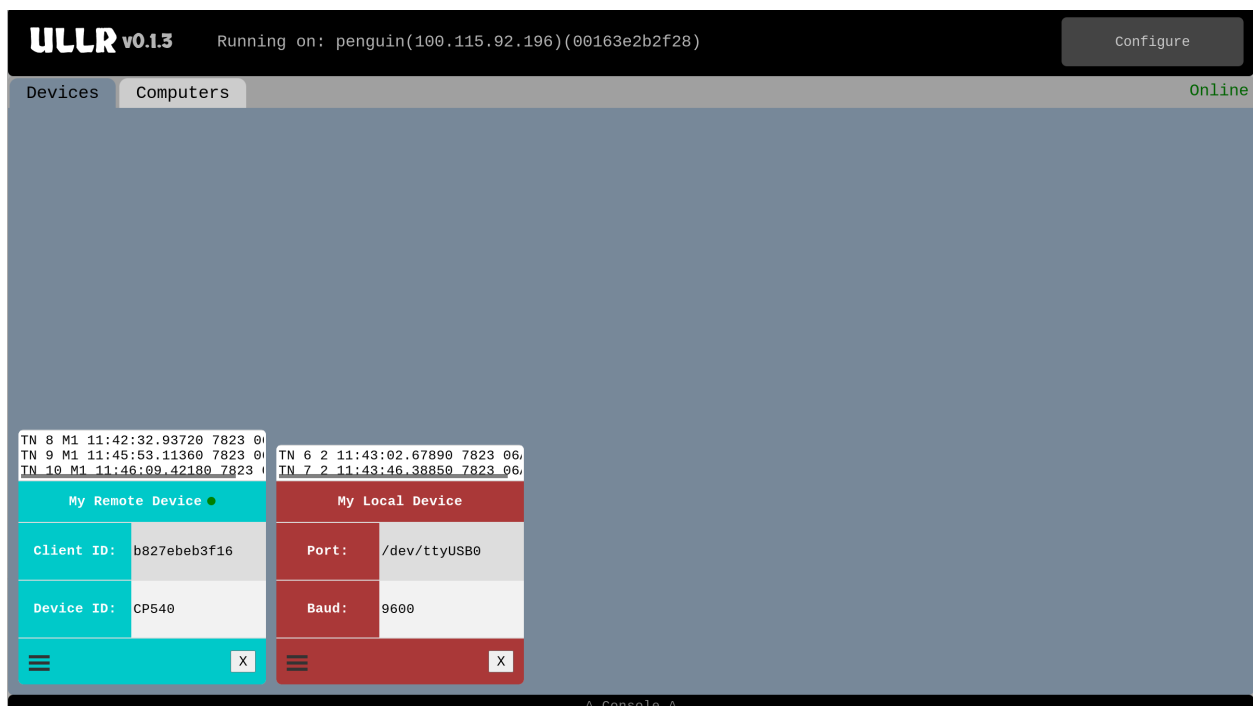 ULLR v0.1.3
Running on: penguin(100.115.92.196)(00163e2b2f28)
Configure
Devices
Computers
Online
TN 8 M1 11:42:32.93720 7823
TN 9 M1 11:45:53.11360 7823
TN 10 M1 11:46:09.42180 7823
My Remote Device
Client ID: b827ebeb3f16
Device ID: CP540
X
TN 6 2 11:43:02.67890 7823 06
TN 7 2 11:43:46.38850 7823 06
My Local Device
Port: /dev/ttyUSB0
Baud: 9600
X
^ Console ^